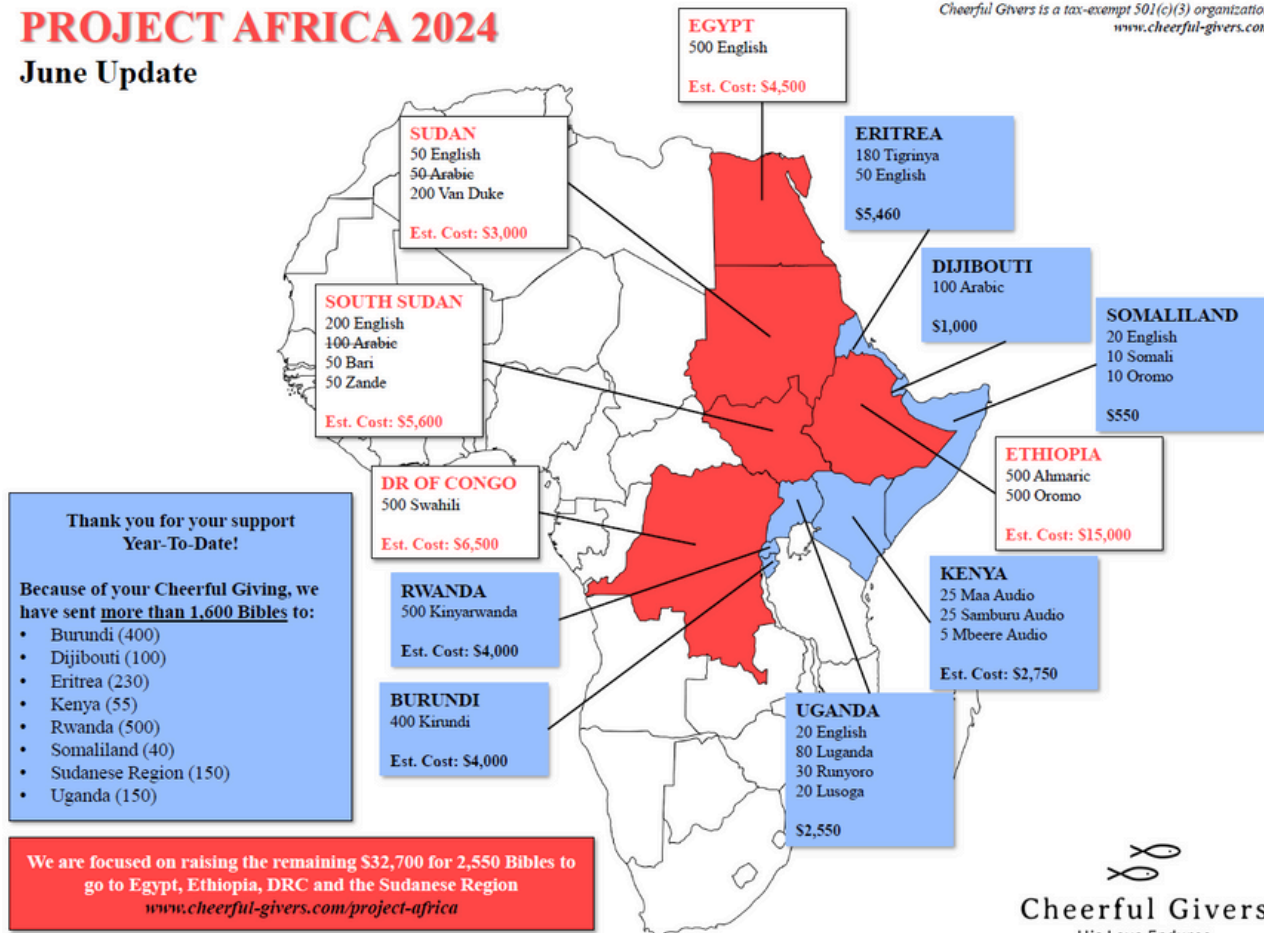 PROJECT AFRICA 2024
June Update
Cheerful Givers is a tax-exempt 501(c)(3) organization
www.cheerful-givers.com
EGYPT
500 English
Est. Cost: $4,500
SUDAN
50 English
50 Arabic
200 Van Duke
Est. Cost: $3,000
ERITREA
180 Tigrinya
50 English
$5,460
DIJIBOUTI
100 Arabic
$1,000
SOUTH SUDAN
200 English
100 Arabic
50 Bari
50 Zande
Est. Cost: $5,600
SOMALILAND
20 English
10 Somali
10 Oromo
$550
ETHIOPIA
500 Ahmaric
500 Oromo
Est. Cost: $15,000
DR OF CONGO
500 Swahili
Est. Cost: $6,500
Thank you for your support
Year-To-Date!
Because of your Cheerful Giving, we
have sent more than 1,600 Bibles to:
• Burundi (400)
• Dijibouti (100)
• Eritrea (230)
• Kenya (55)
• Rwanda (500)
• Somaliland (40)
• Sudanese Region (150)
• Uganda (150)
RWANDA
500 Kinyarwanda
Est. Cost: $4,000
KENYA
25 Maa Audio
25 Samburu Audio
5 Mbeere Audio
Est. Cost: $2,750
BURUNDI
400 Kirundi
Est. Cost: $4,000
UGANDA
20 English
80 Luganda
30 Runyoro
20 Lusoga
$2,550
We are focused on raising the remaining $32,700 for 2,550 Bibles to
go to Egypt, Ethiopia, DRC and the Sudanese Region
www.cheerful-givers.com/project-africa
Cheerful Givers